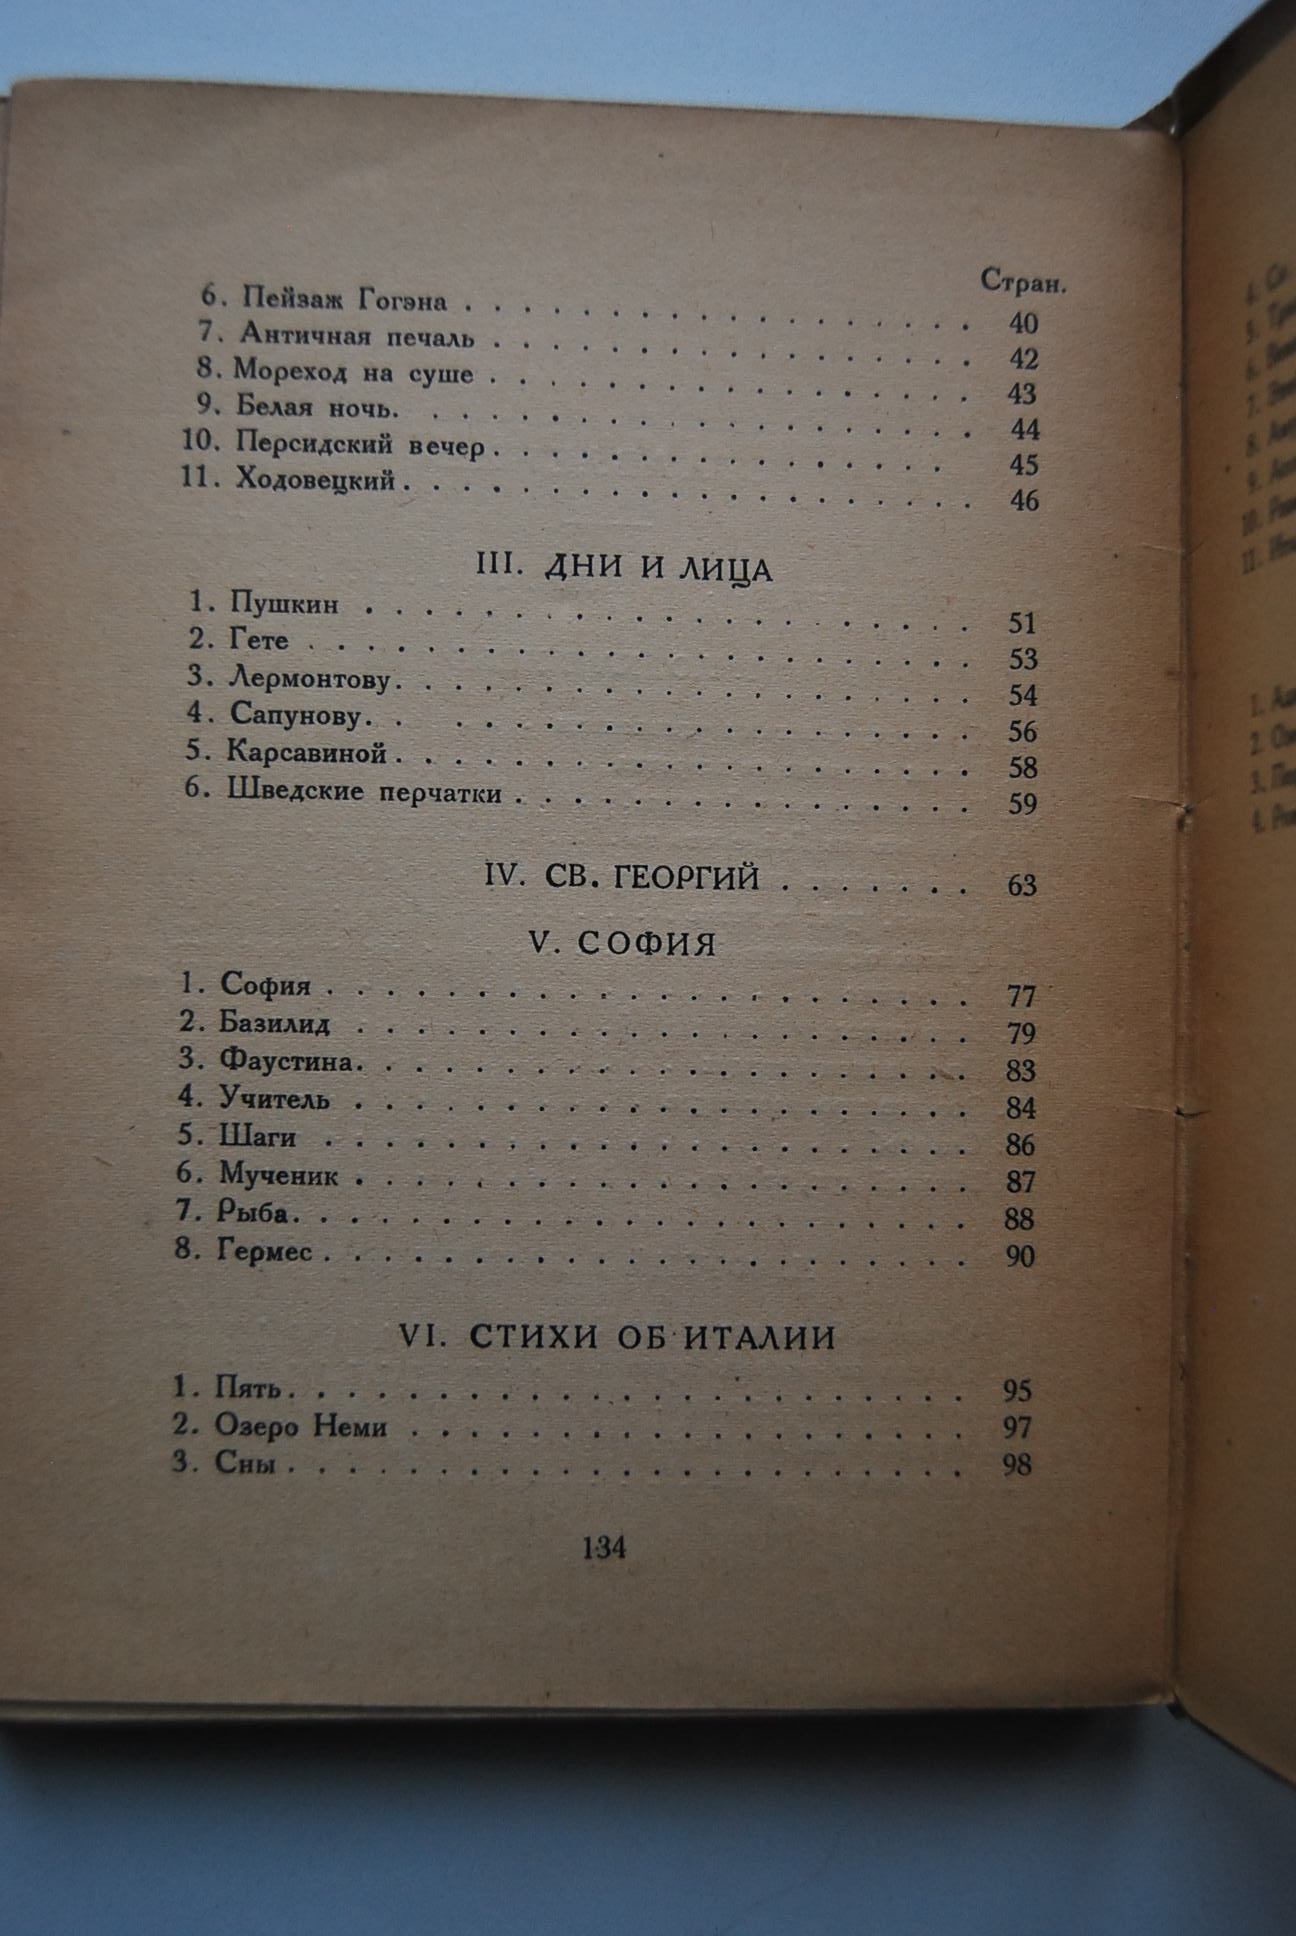 Стран.
6. Пейзаж Гогэна . . . . . . . . . . . . . . . . . 40
7. Античная печаль . . . . . . . . . . . . . . . . 42
8. Мореход на суше . . . . . . . . . . . . . . . . 43
9. Белая ночь. . . . . . . . . . . . . . . . . . . 44
10. Персидский вечер . . . . . . . . . . . . . . . 45
11. Ходовецкий . . . . . . . . . . . . . . . . . . 46
III. ДНИ И ЛИЦА
1. Пушкин . . . . . . . . . . . . . . . . . . . . 51
2. Гете . . . . . . . . . . . . . . . . . . . . . 53
3. Лермонтову . . . . . . . . . . . . . . . . . . 54
4. Сапунову . . . . . . . . . . . . . . . . . . . 56
5. Карсавиной . . . . . . . . . . . . . . . . . . 58
6. Шведские перчатки . . . . . . . . . . . . . . . 59
IV. СВ. ГЕОРГИЙ . . . . . . . 63
V. СОФИЯ
1. София . . . . . . . . . . . . . . . . . . . . . 77
2. Базилид . . . . . . . . . . . . . . . . . . . . 79
3. Фаустина . . . . . . . . . . . . . . . . . . . 83
4. Учитель . . . . . . . . . . . . . . . . . . . . 84
5. Шаги . . . . . . . . . . . . . . . . . . . . . 86
6. Мученик . . . . . . . . . . . . . . . . . . . . 87
7. Рыба . . . . . . . . . . . . . . . . . . . . . 88
8. Гермес . . . . . . . . . . . . . . . . . . . . 90
VI. СТИХИ ОБ ИТАЛИИ
1. Пять . . . . . . . . . . . . . . . . . . . . . 95
2. Озеро Неми . . . . . . . . . . . . . . . . . . 97
3. Сны . . . . . . . . . . . . . . . . . . . . . . 98
134